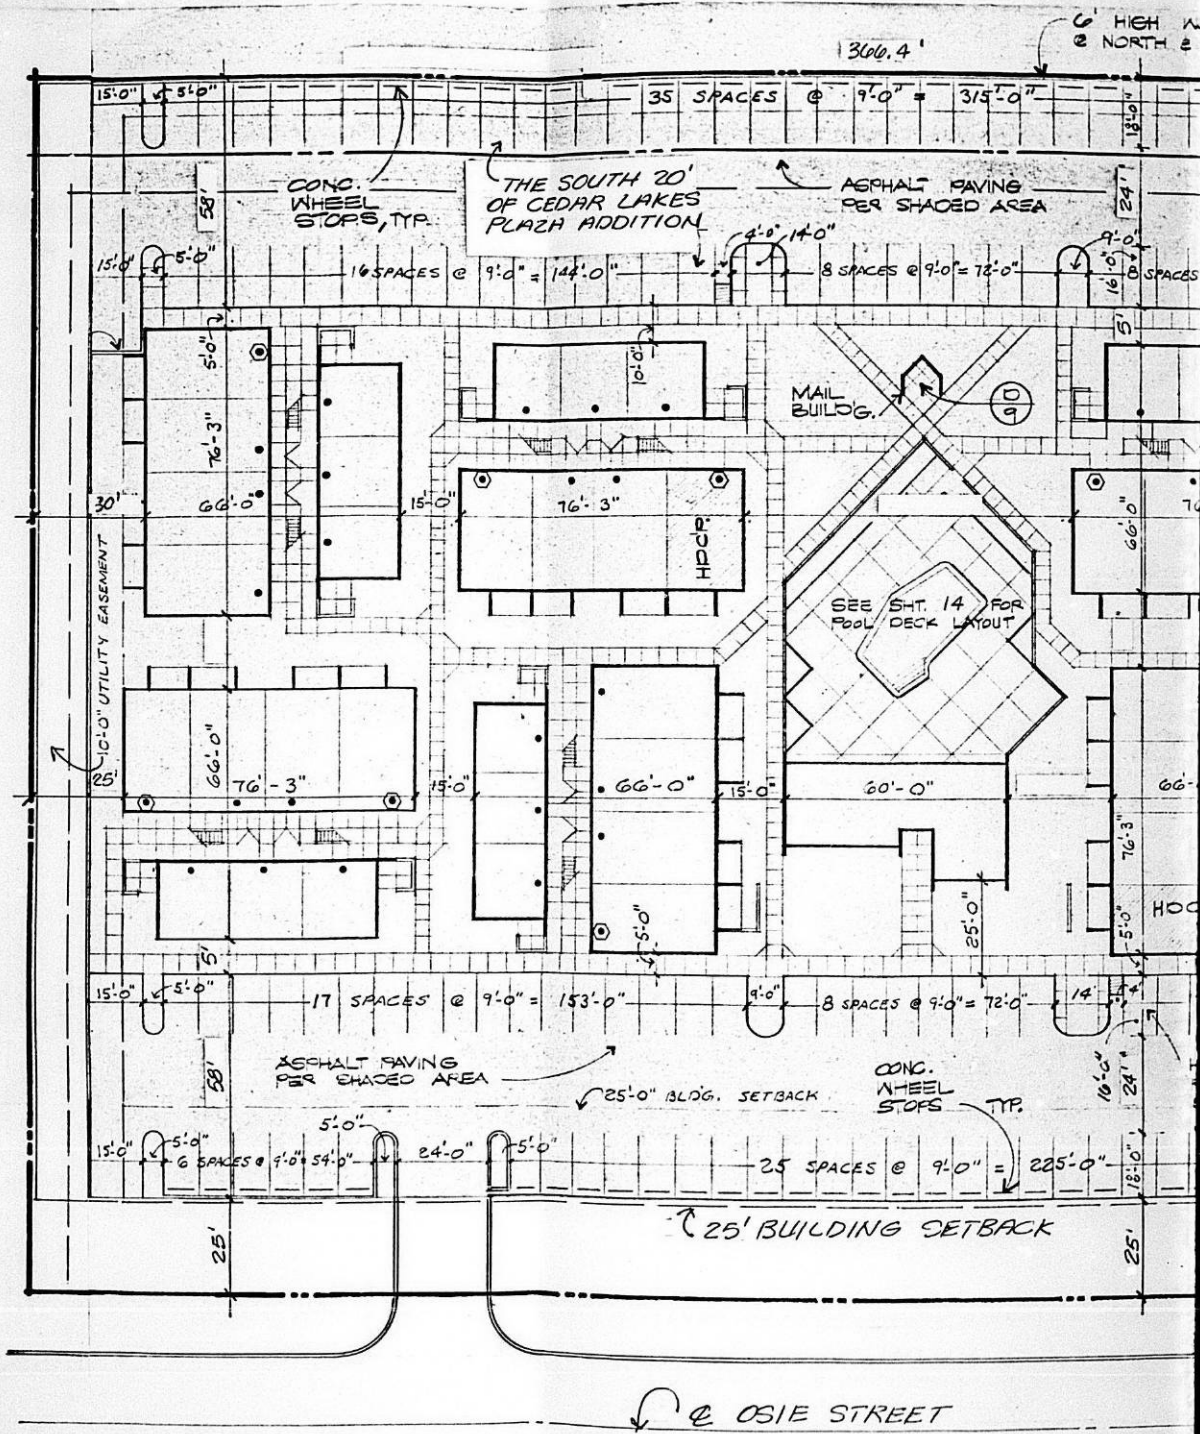 6' HIGH
@ NORTH &
366.4'
15'-0" 5'-0"
35 SPACES @ 9'-0" = 315'-0"
18'-0"
CONC.
WHEEL
STOPS, TYP.
THE SOUTH 20'
OF CEDAR LAKES
PLAZA ADDITION
ASPHALT PAVING
PER SHADED AREA
58'
24'
15'-0" 5'-0"
16 SPACES @ 9'-0" = 144'-0"
4'-0" 14'-0"
8 SPACES @ 9'-0" = 72'-0"
9'-0"
16'-0"
8 SPACES
5'
5'-0"
10'-0"
MAIL
BUILD'G.
D
9
76'-3"
30'
66'-0"
15'-0"
76'-3"
HDCP.
66'-0"
10'-0" UTILITY EASEMENT
SEE SHT. 14 FOR
POOL DECK LAYOUT
25'
66'-0"
76'-3"
15'-0"
66'-0"
15'-0"
60'-0"
66'-
76'-3"
5'-0"
25'-0"
5'-0"
5'
15'-0" 5'-0"
17 SPACES @ 9'-0" = 153'-0"
9'-0"
8 SPACES @ 9'-0" = 72'-0"
14'
4'
58'
ASPHALT PAVING
PER SHADED AREA
25'-0" BLDG. SETBACK
CONC.
WHEEL
STOPS TYP.
16'-0"
24'
15'-0" 5'-0"
6 SPACES @ 9'-0" = 54'-0"
5'-0"
24'-0"
5'-0"
25 SPACES @ 9'-0" = 225'-0"
18'-0"
25' BUILDING SETBACK
25'
25'
℄ OSIE STREET